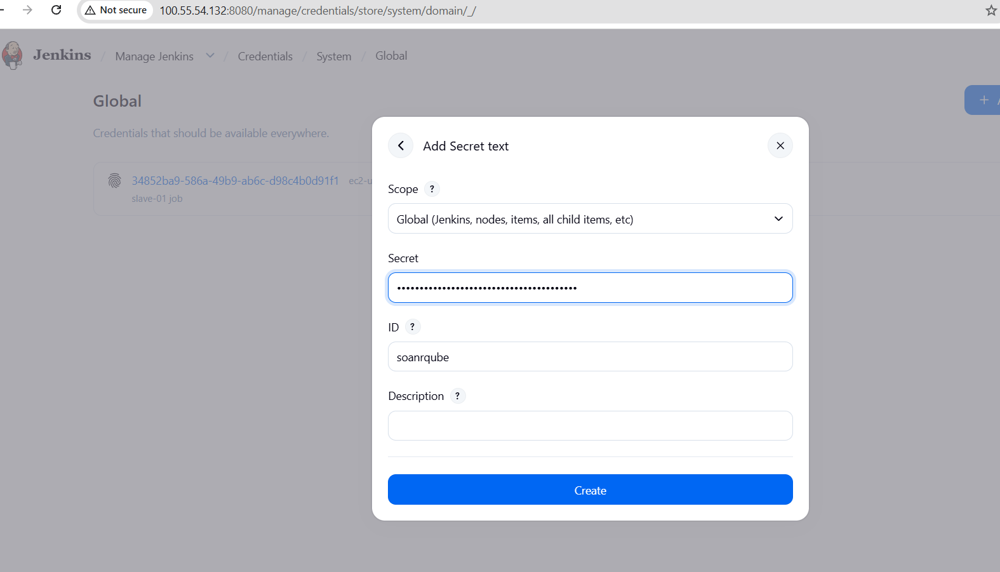 Not secure 100.55.54.132:8080/manage/credentials/store/system/domain/_/
Jenkins / Manage Jenkins / Credentials / System / Global
Global
+
Credentials that should be available everywhere.
34852ba9-586a-49b9-ab6c-d98c4b0d91f1 ec2-u
slave-01 job
Add Secret text
Scope ?
Global (Jenkins, nodes, items, all child items, etc)
Secret
••••••••••••••••••••••••••••••••••••••••
ID ?
soanrqube
Description ?
Create